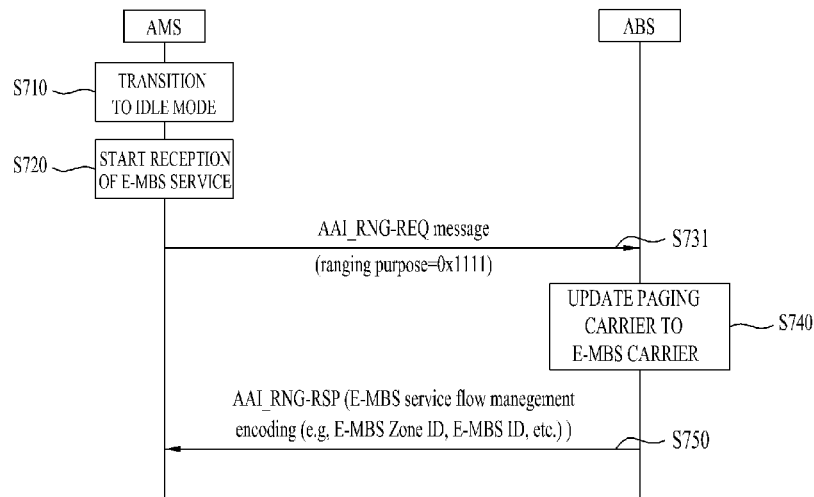 AMS
ABS
S710
TRANSITION
TO IDLE MODE
S720
START RECEPTION
OF E-MBS SERVICE
AAI_RNG-REQ message
S731
(ranging purpose=0x1111)
UPDATE PAGING
CARRIER TO
E-MBS CARRIER
S740
AAI_RNG-RSP (E-MBS service flow manegement
encoding (e.g, E-MBS Zone ID, E-MBS ID, etc.) )
S750